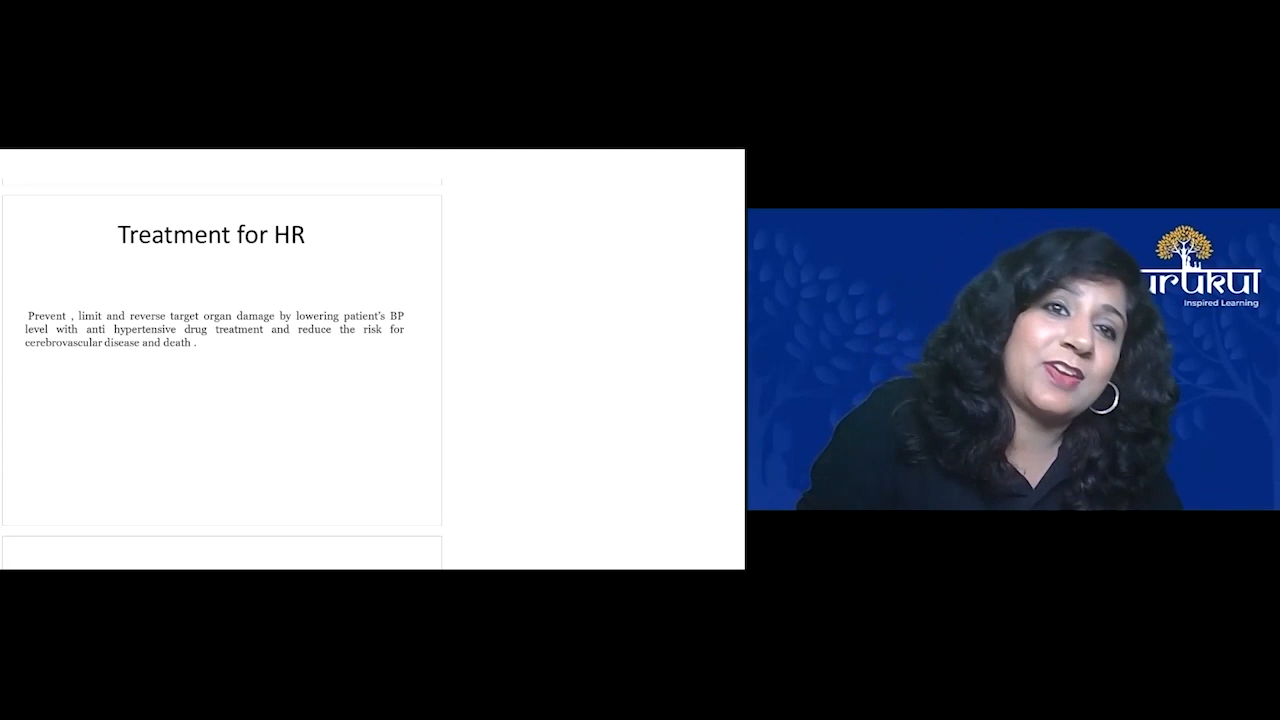 Treatment for HR
Prevent , limit and reverse target organ damage by lowering patient's BP
level with anti hypertensive drug treatment and reduce the risk for
cerebrovascular disease and death .
urukul
Inspired Learning